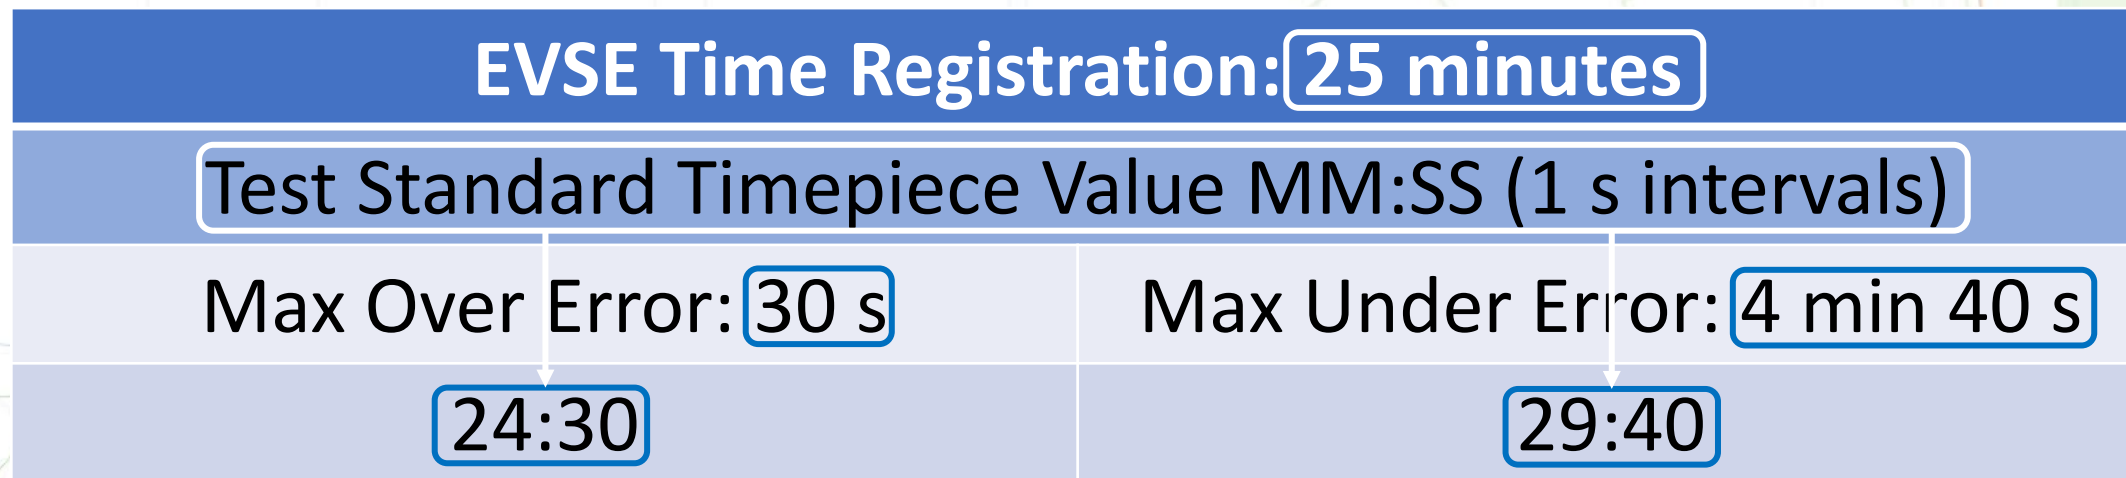 EVSE Time Registration: 25 minutes
Test Standard Timepiece Value MM:SS (1 s intervals)
Max Over Error: 30 s
Max Under Error: 4 min 40 s
24:30
29:40